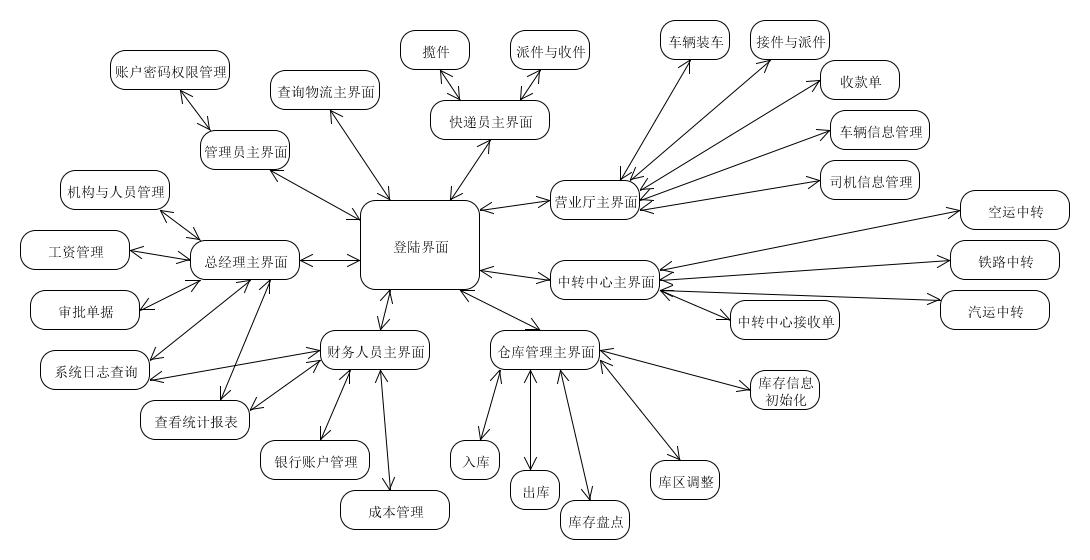 车辆装车
接件与派件
揽件
派件与收件
账户密码权限管理
查询物流主界面
收款单
快递员主界面
车辆信息管理
管理员主界面
司机信息管理
机构与人员管理
营业厅主界面
空运中转
工资管理
总经理主界面
登陆界面
中转中心主界面
铁路中转
审批单据
汽运中转
中转中心接收单
系统日志查询
财务人员主界面
仓库管理主界面
库存信息
初始化
查看统计报表
银行账户管理
入库
库区调整
出库
成本管理
库存盘点